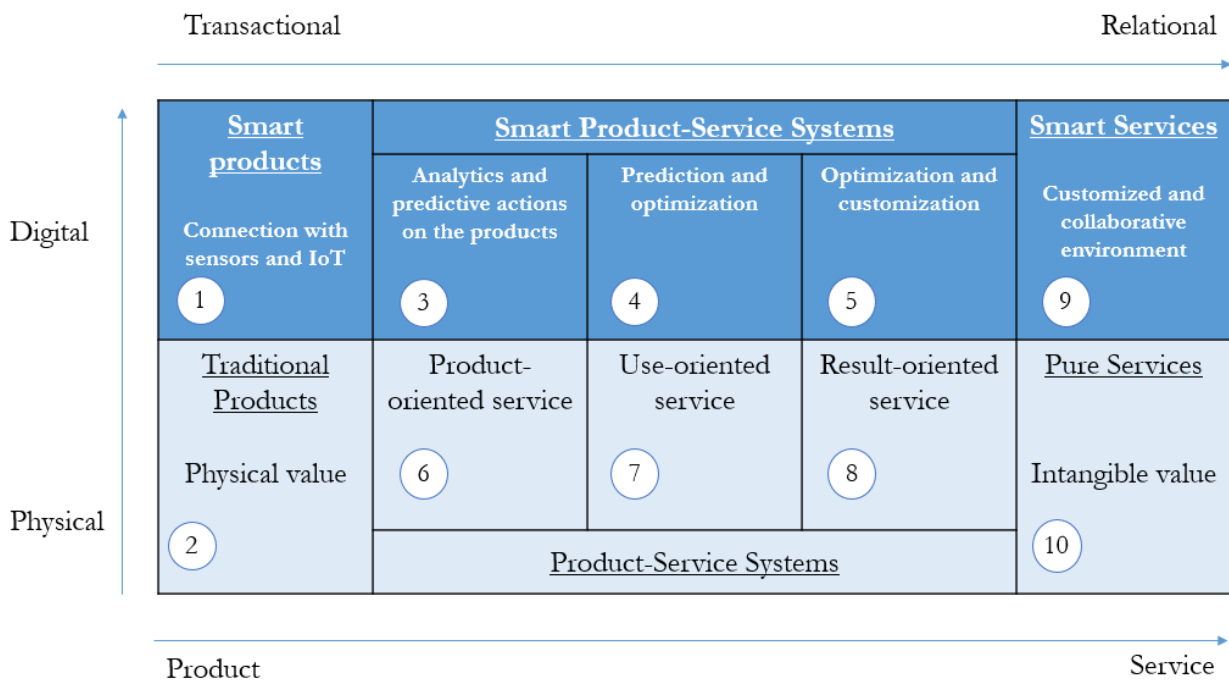 Transactional
Relational
Smart
products
Connection with
sensors and IoT
1
Smart Product-Service Systems
Analytics and
predictive actions
on the products
3
Prediction and
optimization
4
Optimization and
customization
5
Smart Services
Customized and
collaborative
environment
9
Digital
Traditional
Products
Physical value
2
Product-
oriented service
6
Use-oriented
service
7
Result-oriented
service
8
Product-Service Systems
Pure Services
Intangible value
10
Physical
Product
Service